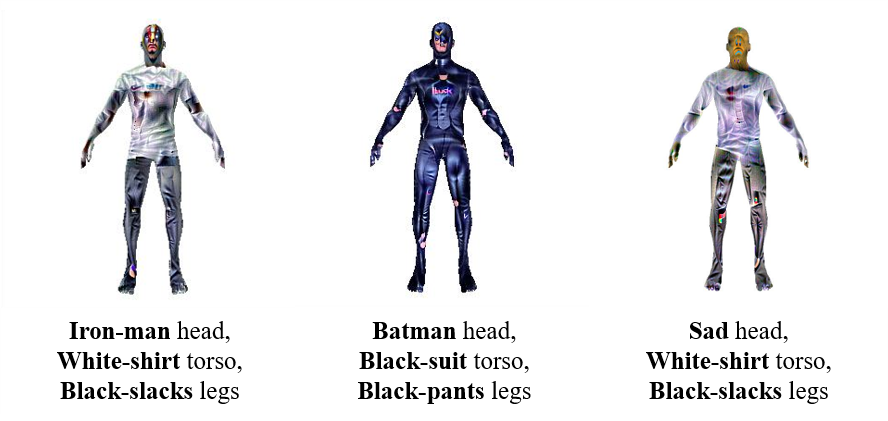 Iron-man head,
White-shirt torso,
Black-slacks legs
Batman head,
Black-suit torso,
Black-pants legs
Sad head,
White-shirt torso,
Black-slacks legs